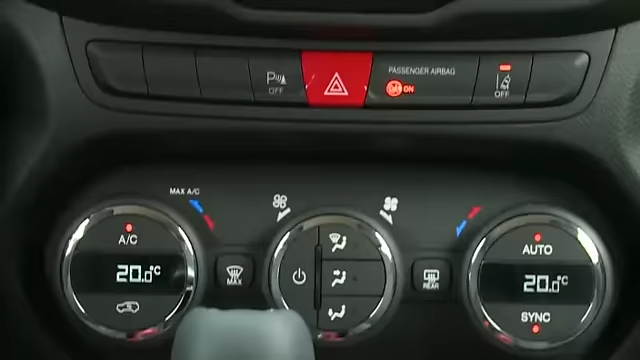 P OFF
PASSENGER AIRBAG
ON
OFF
MAX A/C
A/C
20.0°C
MAX
REAR
AUTO
20.0°C
SYNC